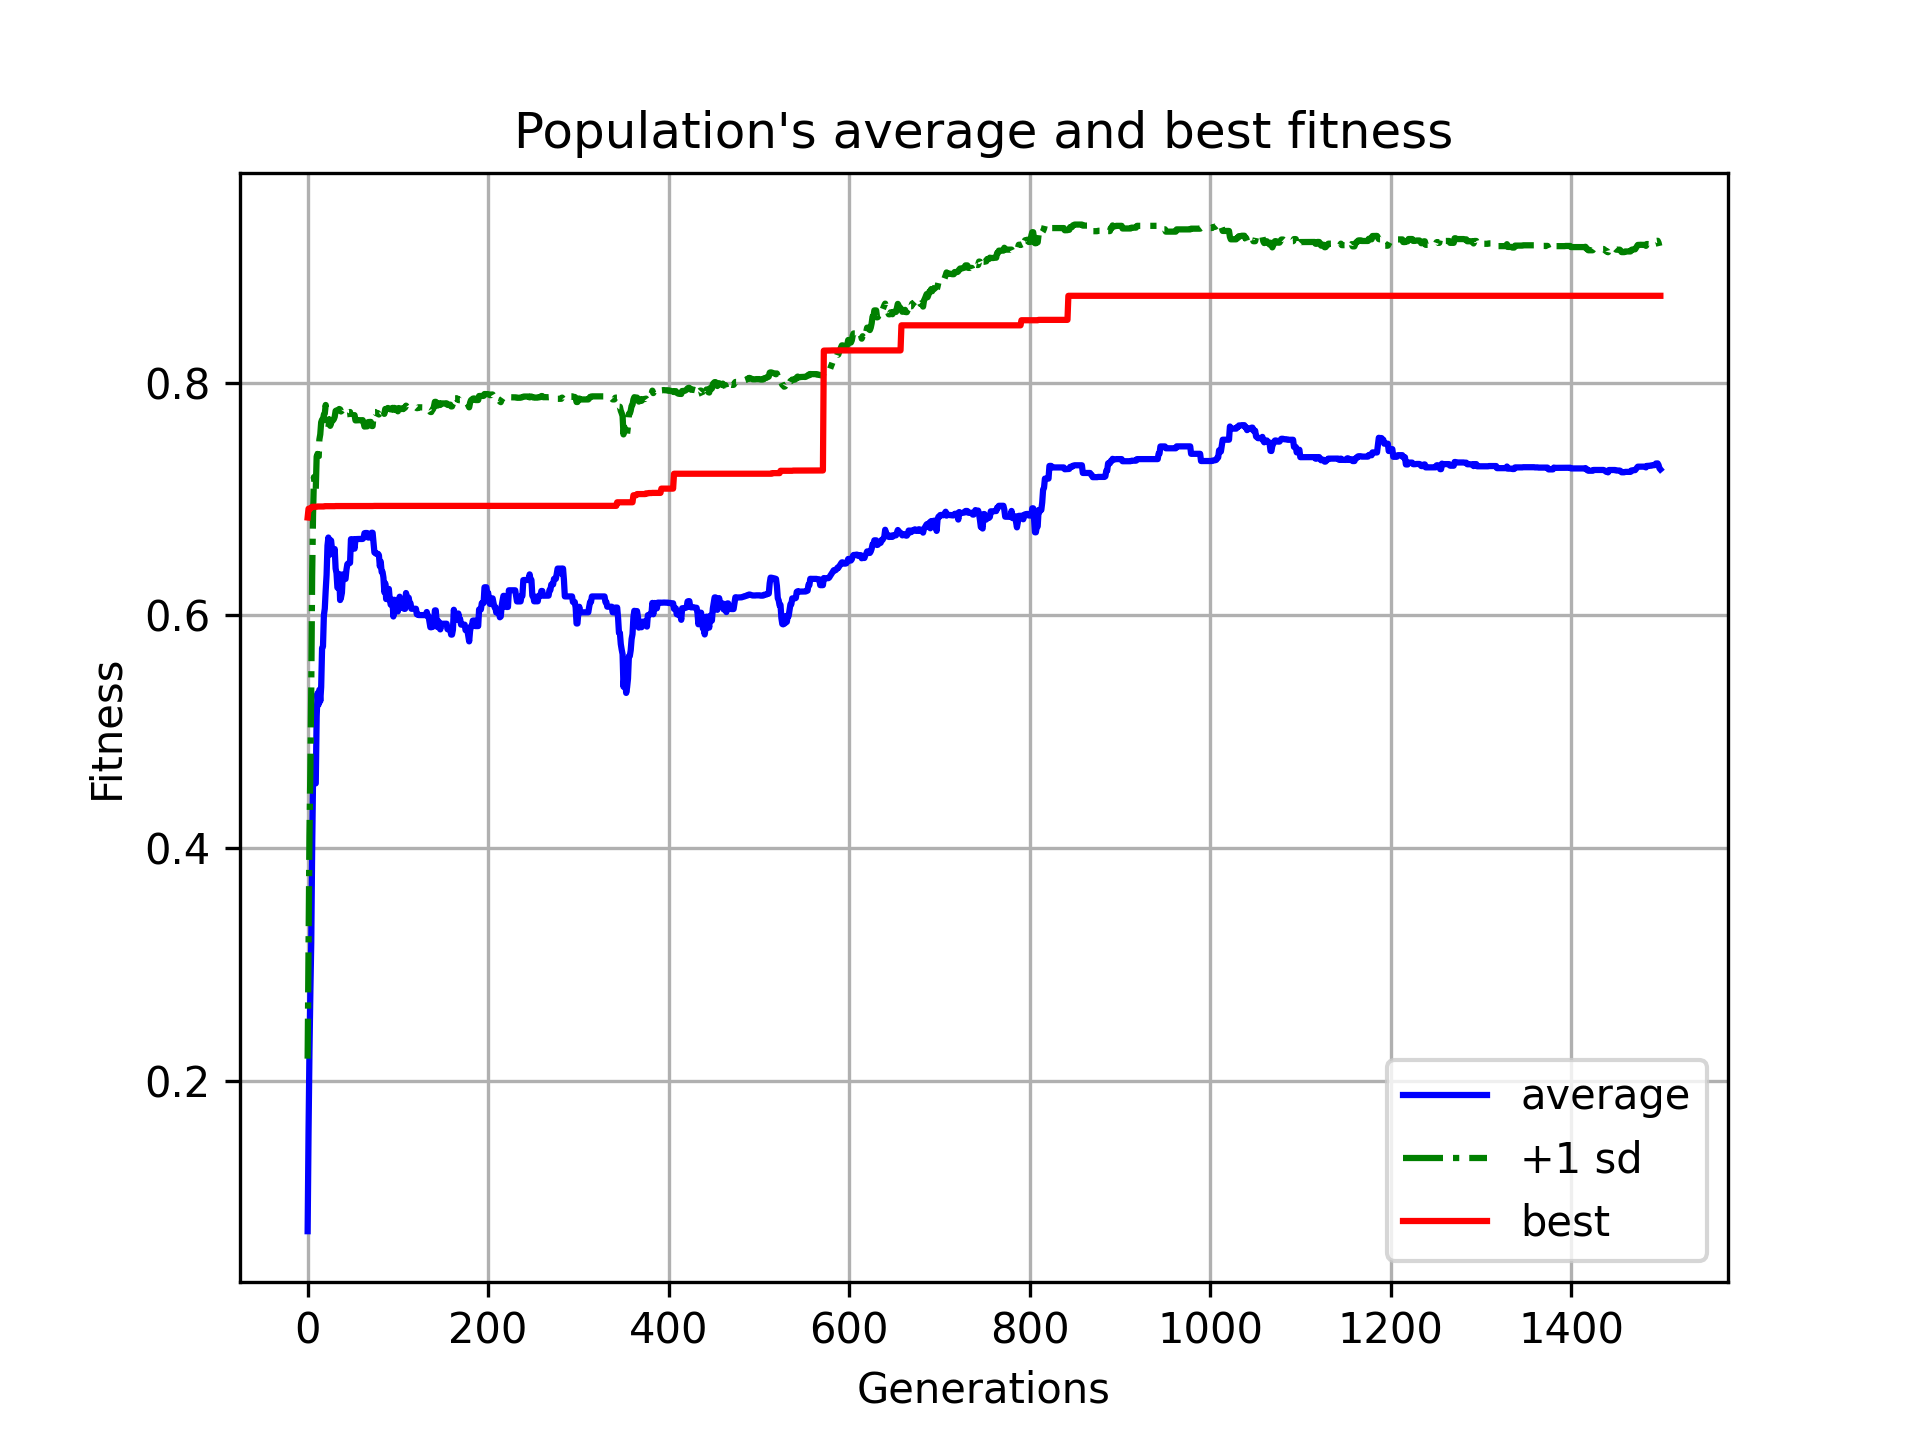 Population's average and best fitness
0.8
0.6
0.4
0.2
Fitness
average
+1 sd
best
0 200 400 600 800 1000 1200 1400
Generations